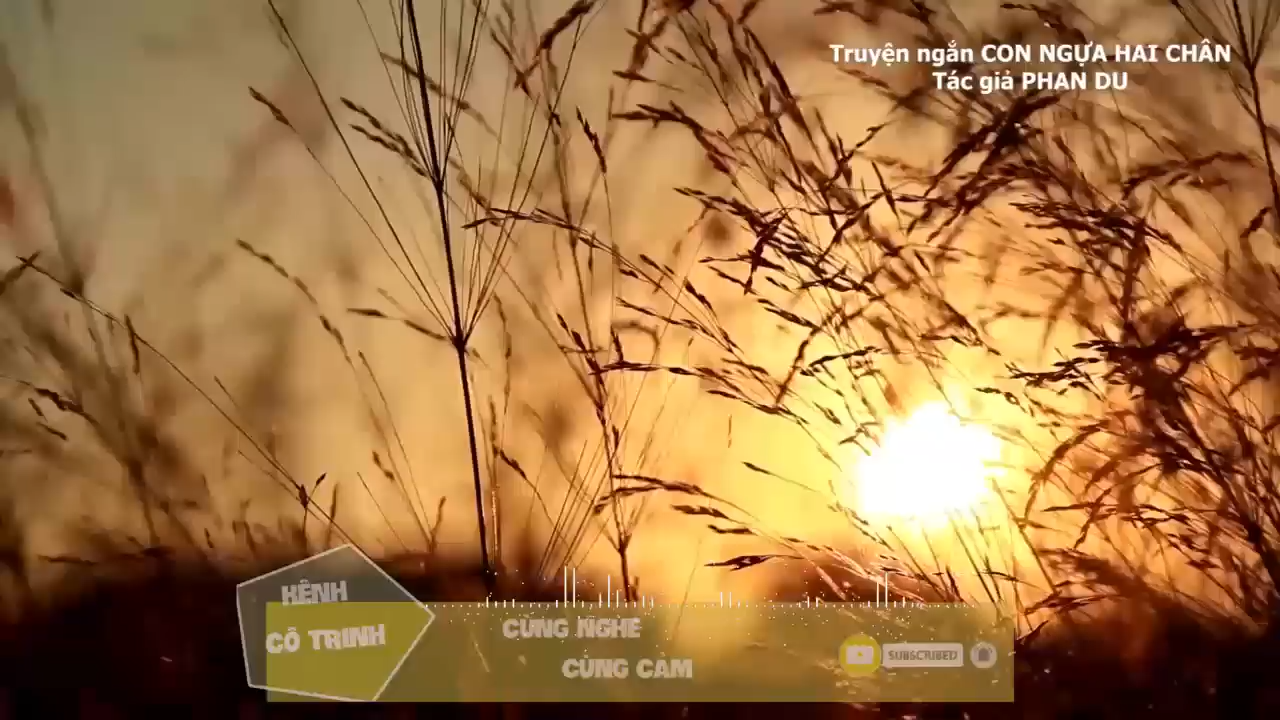 Truyện ngắn CON NGỰA HAI CHÂN
Tác giả PHAN DU
KÊNH
CÔ TRINH
CÙNG NGHE
CÙNG CẢM
SUBSCRIBED